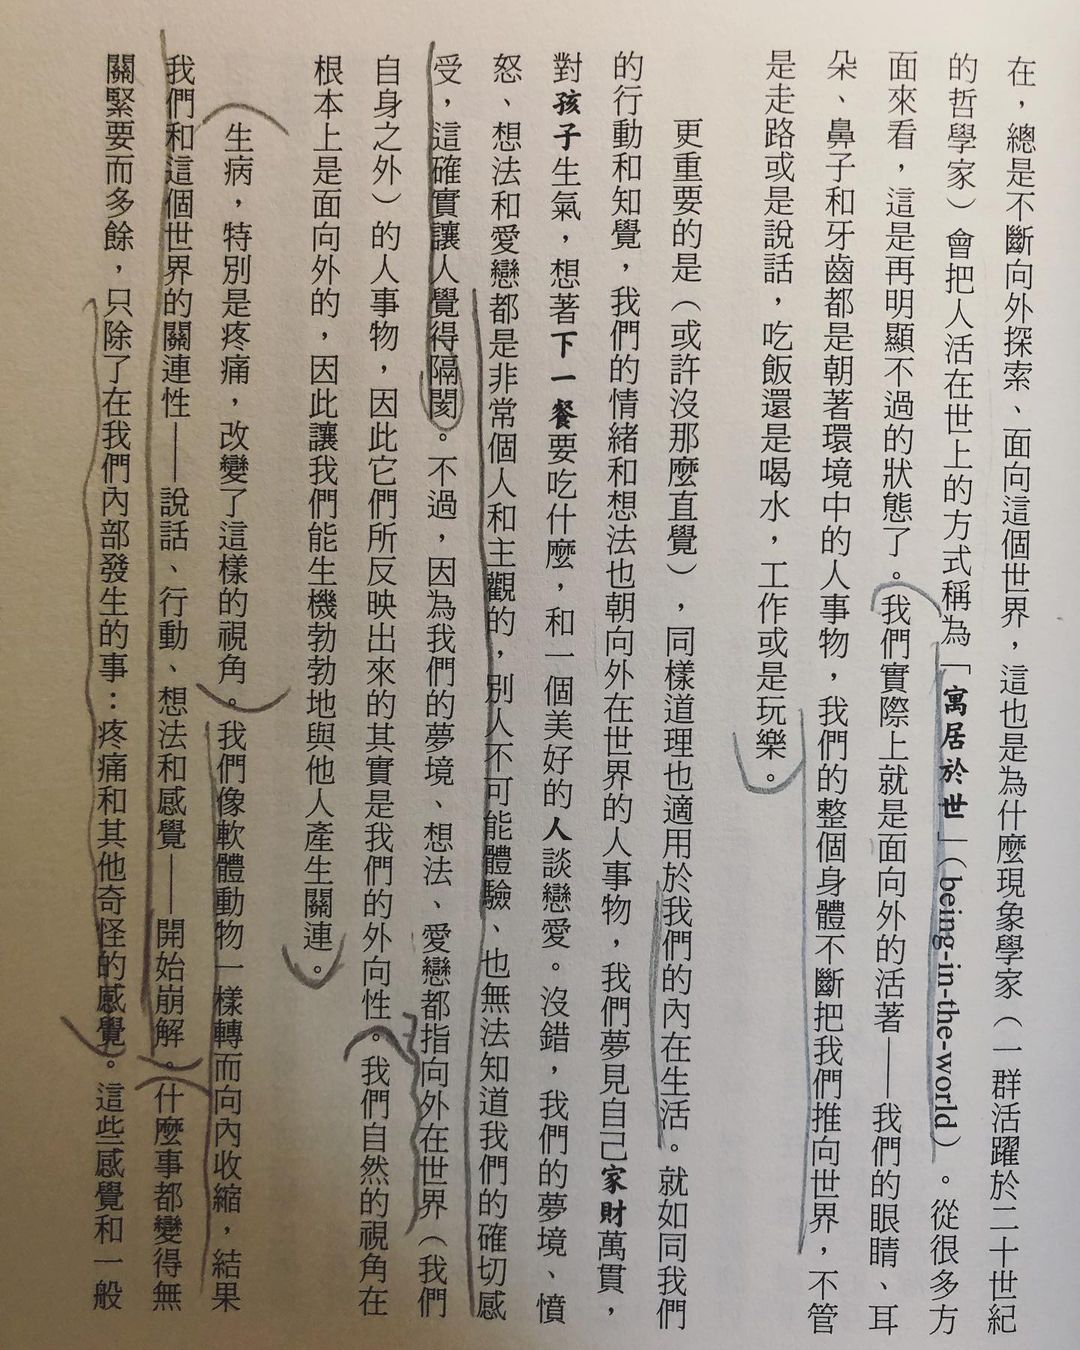 在，總是不斷向外探索、面向這個世界，這也是為什麼現象學家（一群活躍於二十世紀
的哲學家）會把人活在世上的方式稱為「寓居於世」（being-in-the-world）。從很多方
面來看，這是再明顯不過的狀態了。我們實際上就是面向外的活著——我們的眼睛、耳
朵、鼻子和牙齒都是朝著環境中的人事物，我們的整個身體不斷把我們推向世界，不管
是走路或是說話，吃飯還是喝水，工作或是玩樂。
更重要的是（或許沒那麼直覺），同樣道理也適用於我們的內在生活。就如同我們
的行動和知覺，我們的情緒和想法也朝向外在世界的人事物，我們夢見自己家財萬貫，
對孩子生氣，想著下一餐要吃什麼，和一個美好的人談戀愛。沒錯，我們的夢境、憤
怒、想法和愛戀都是非常個人和主觀的，別人不可能體驗、也無法知道我們的確切感
受，這確實讓人覺得隔閡。不過，因為我們的夢境、想法、愛戀都指向外在世界（我們
自身之外）的人事物，因此它們所反映出來的其實是我們的外向性。我們自然的視角在
根本上是面向外的，因此讓我們能生機勃勃地與他人產生關連。
生病，特別是疼痛，改變了這樣的視角。我們像軟體動物一樣轉而向內收縮，結果
我們和這個世界的關連性——說話、行動、想法和感覺——開始崩解。什麼事都變得無
關緊要而多餘，只除了在我們內部發生的事：疼痛和其他奇怪的感覺。這些感覺和一般